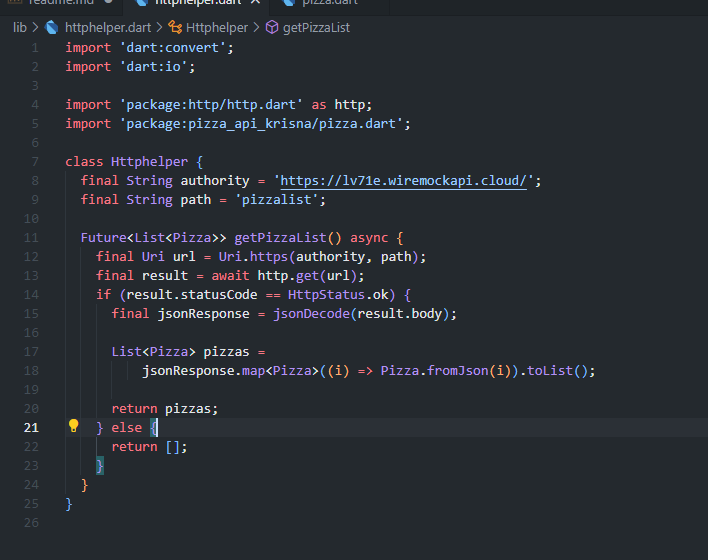 readme.md httphelper.dart pizza.dart
lib > httphelper.dart > Httphelper > getPizzaList
1 import 'dart:convert';
2 import 'dart:io';
3
4 import 'package:http/http.dart' as http;
5 import 'package:pizza_api_krisna/pizza.dart';
6
7 class Httphelper {
8   final String authority = 'https://lv71e.wiremockapi.cloud/';
9   final String path = 'pizzalist';
10
11   Future<List<Pizza>> getPizzaList() async {
12     final Uri url = Uri.https(authority, path);
13     final result = await http.get(url);
14     if (result.statusCode == HttpStatus.ok) {
15       final jsonResponse = jsonDecode(result.body);
16
17       List<Pizza> pizzas =
18           jsonResponse.map<Pizza>((i) => Pizza.fromJson(i)).toList();
19
20       return pizzas;
21     } else {
22       return [];
23     }
24   }
25 }
26